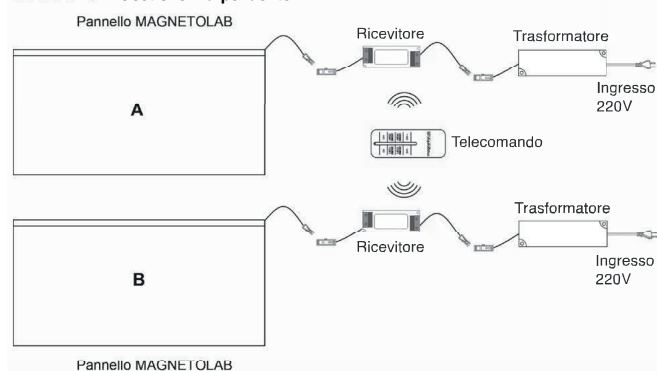 Pannello MAGNETOLAB
Ricevitore
Trasformatore
A
Ingresso
220V
Telecomando
Trasformatore
Ricevitore
B
Ingresso
220V
Pannello MAGNETOLAB